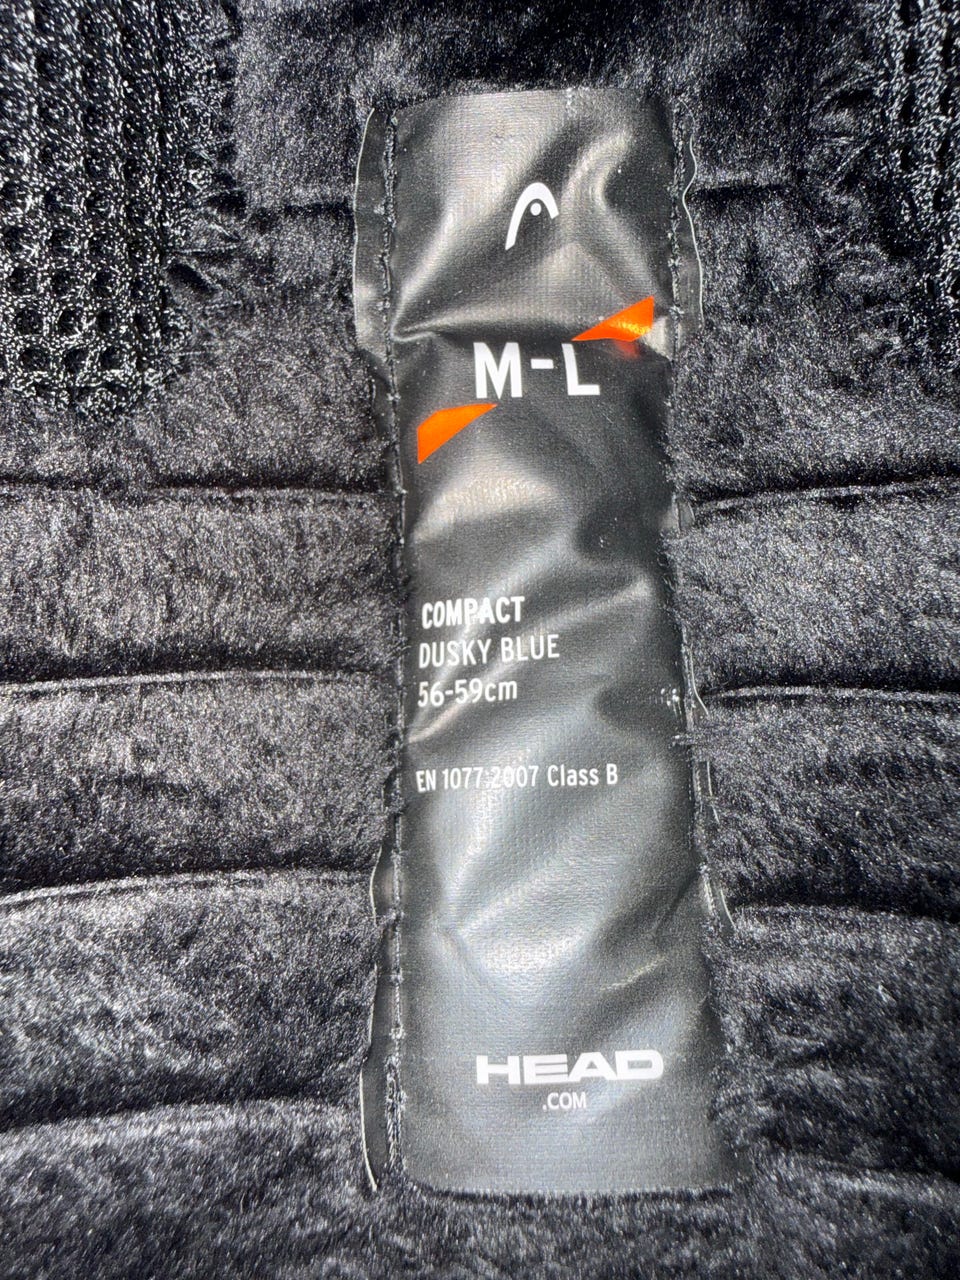 M-L
COMPACT
DUSKY BLUE
56-59cm
EN 1077:2007 Class B
HEAD
.COM